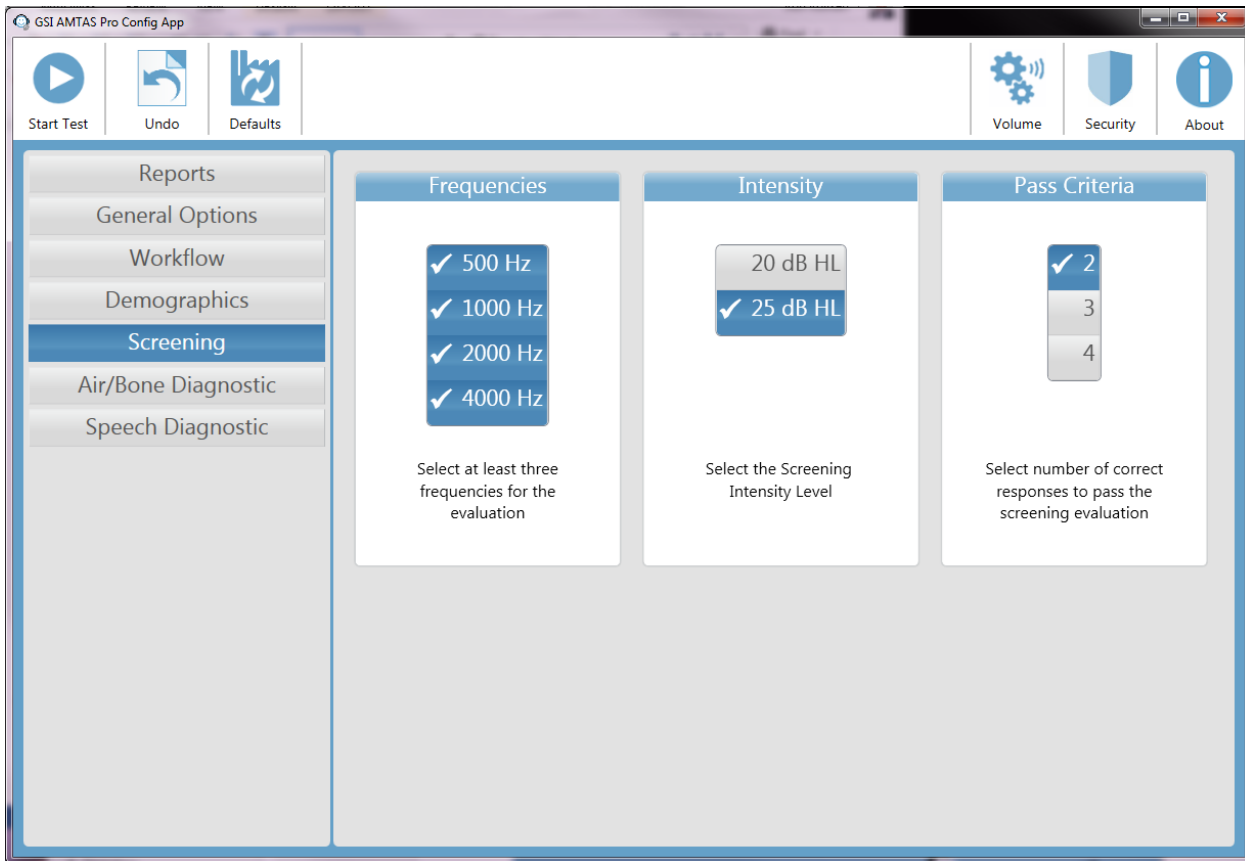 GSI AMTAS Pro Config App
Start Test
Undo
Defaults
Volume
Security
About
Reports
General Options
Workflow
Demographics
Screening
Air/Bone Diagnostic
Speech Diagnostic
Frequencies
500 Hz
1000 Hz
2000 Hz
4000 Hz
Select at least three
frequencies for the
evaluation
Intensity
20 dB HL
25 dB HL
Select the Screening
Intensity Level
Pass Criteria
2
3
4
Select number of correct
responses to pass the
screening evaluation